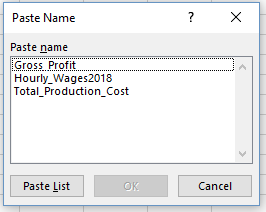 Paste Name ? ×
Paste name
Gross_Profit
Hourly_Wages2018
Total_Production_Cost
Paste List OK Cancel